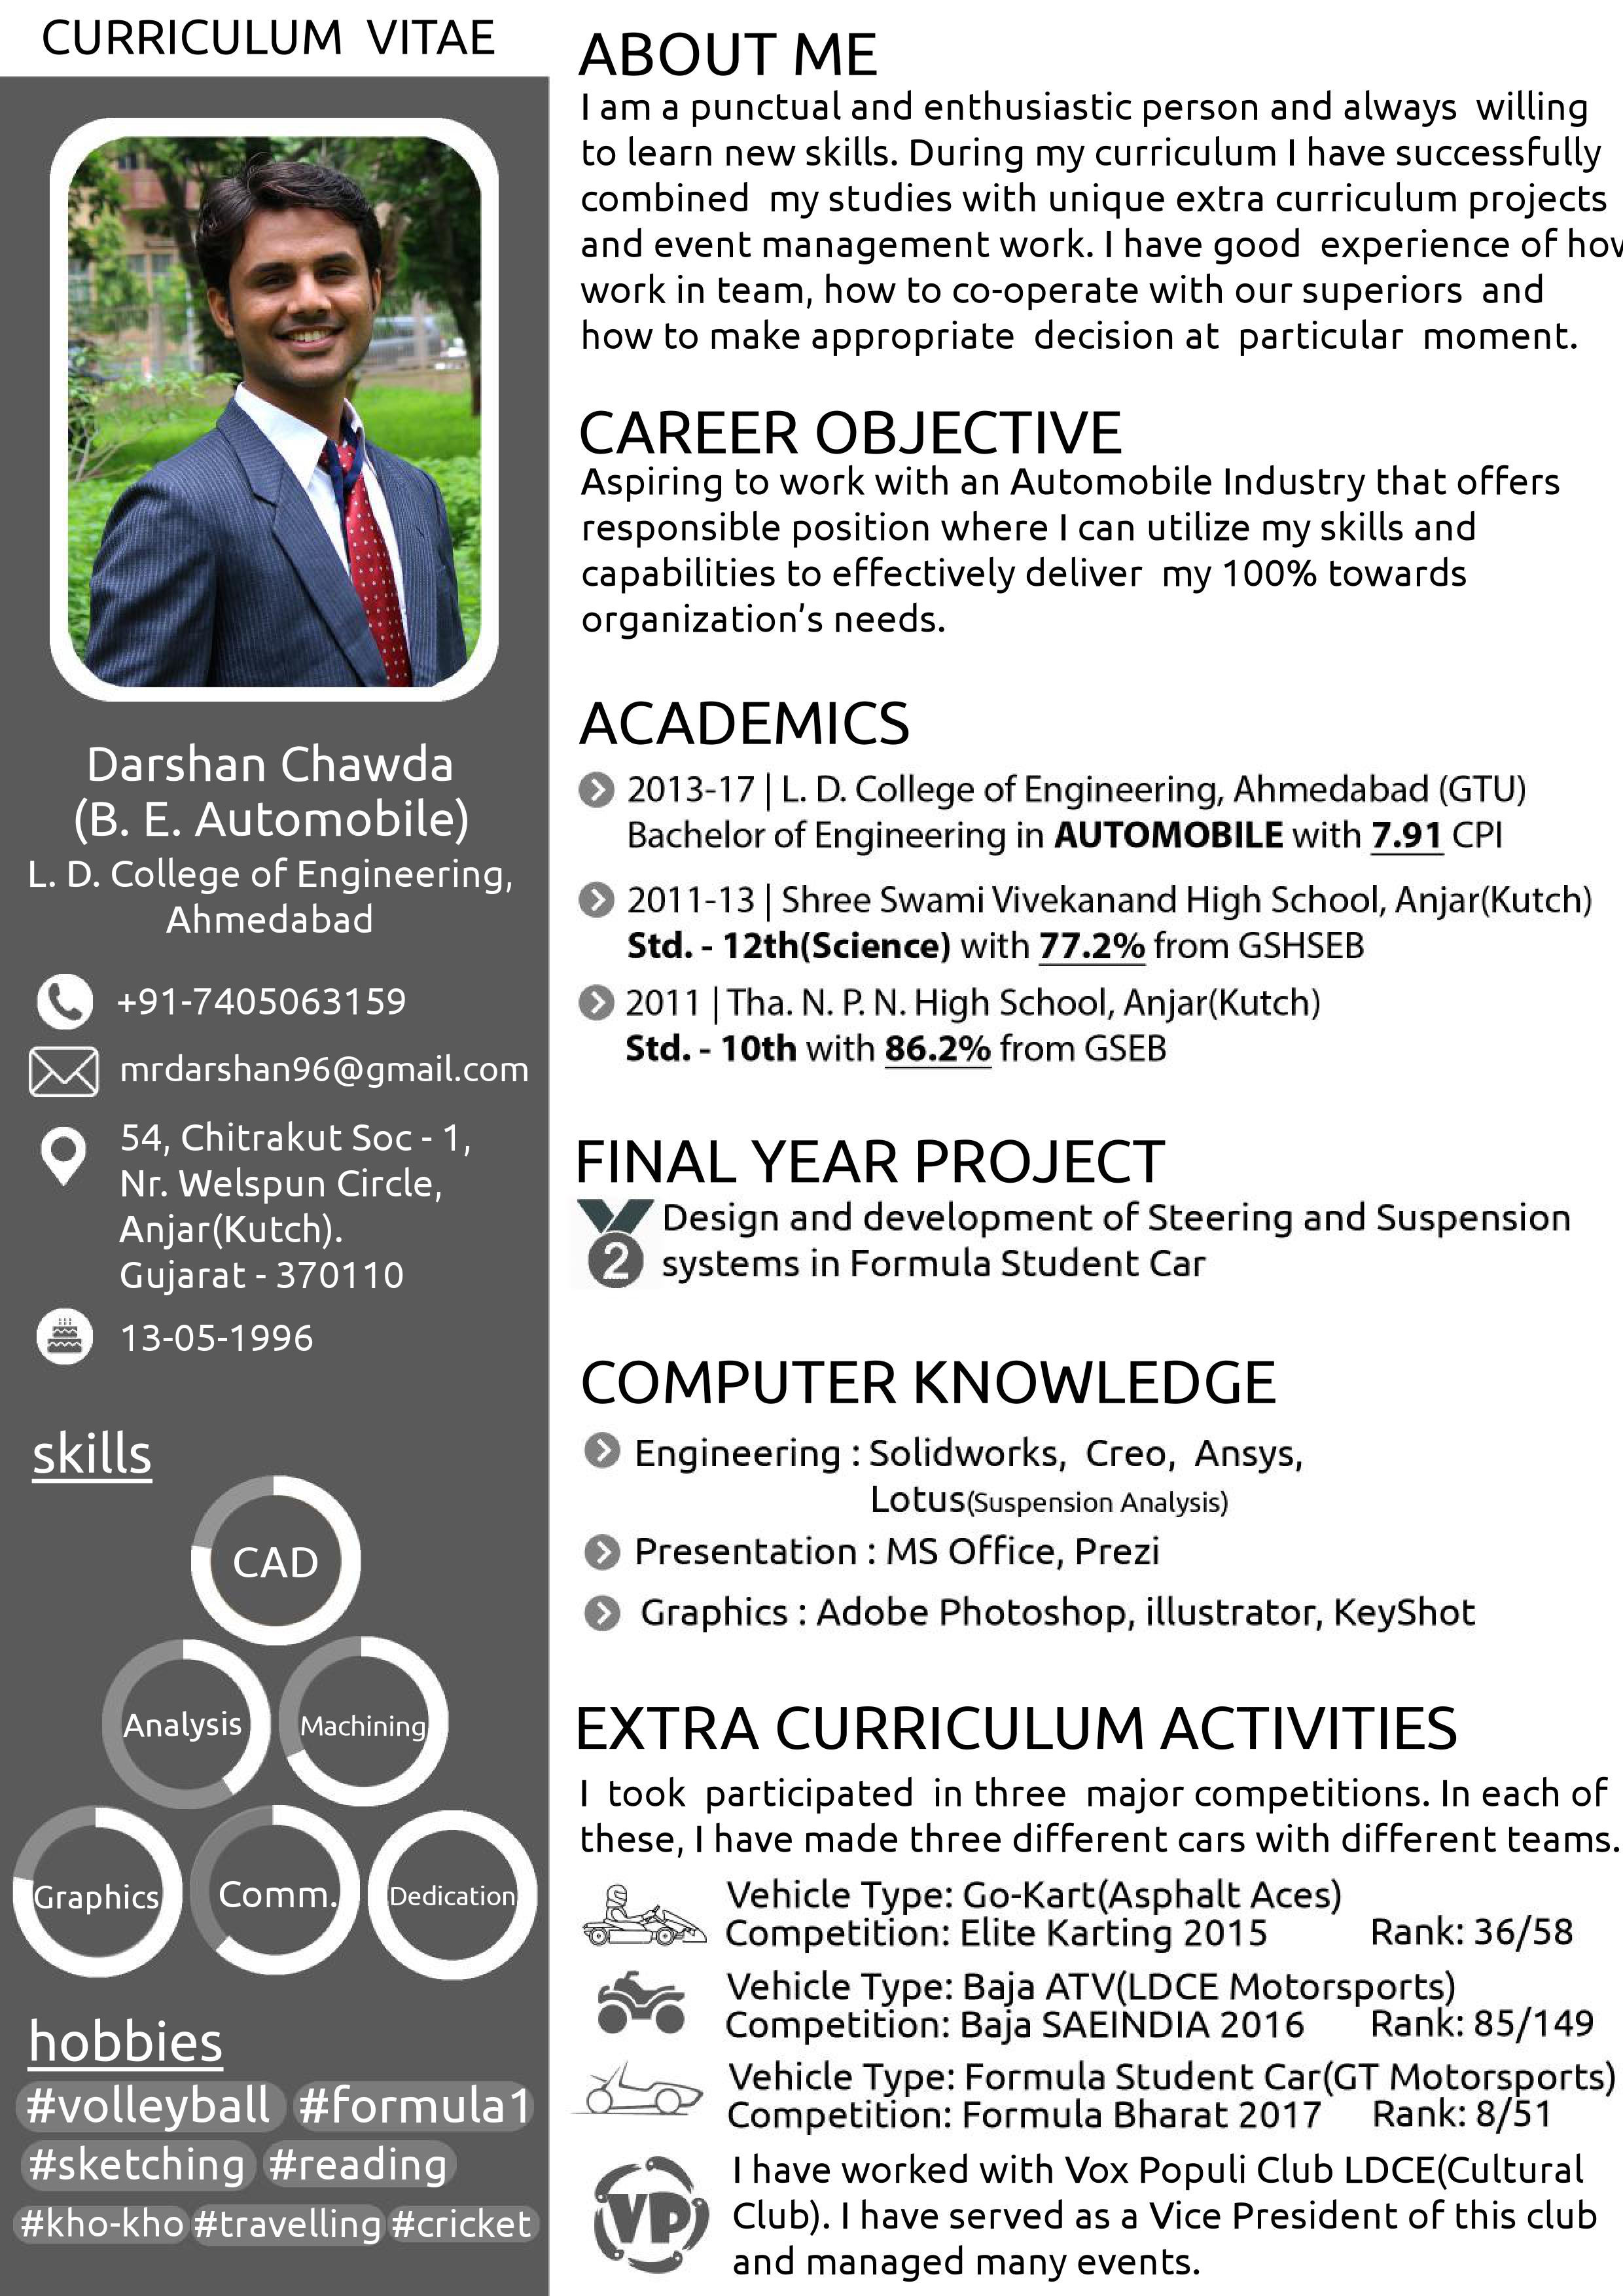 CURRICULUM VITAE
Darshan Chawda
(B. E. Automobile)
L. D. College of Engineering,
Ahmedabad
+91-7405063159
mrdarshan96@gmail.com
54, Chitrakut Soc - 1,
Nr. Welspun Circle,
Anjar(Kutch).
Gujarat - 370110
13-05-1996
skills
CAD
Analysis
Machining
Graphics
Comm.
Dedication
hobbies
#volleyball #formula1
#sketching #reading
#kho-kho #travelling #cricket
ABOUT ME
I am a punctual and enthusiastic person and always willing
to learn new skills. During my curriculum I have successfully
combined my studies with unique extra curriculum projects
and event management work. I have good experience of how
work in team, how to co-operate with our superiors and
how to make appropriate decision at particular moment.
CAREER OBJECTIVE
Aspiring to work with an Automobile Industry that offers
responsible position where I can utilize my skills and
capabilities to effectively deliver my 100% towards
organization's needs.
ACADEMICS
2013-17 | L. D. College of Engineering, Ahmedabad (GTU)
Bachelor of Engineering in AUTOMOBILE with 7.91 CPI
2011-13 | Shree Swami Vivekanand High School, Anjar(Kutch)
Std. - 12th(Science) with 77.2% from GSHSEB
2011 | Tha. N. P. N. High School, Anjar(Kutch)
Std. - 10th with 86.2% from GSEB
FINAL YEAR PROJECT
2
Design and development of Steering and Suspension
systems in Formula Student Car
COMPUTER KNOWLEDGE
Engineering : Solidworks, Creo, Ansys,
Lotus(Suspension Analysis)
Presentation : MS Office, Prezi
Graphics : Adobe Photoshop, illustrator, KeyShot
EXTRA CURRICULUM ACTIVITIES
I took participated in three major competitions. In each of
these, I have made three different cars with different teams.
Vehicle Type: Go-Kart(Asphalt Aces)
Competition: Elite Karting 2015 Rank: 36/58
Vehicle Type: Baja ATV(LDCE Motorsports)
Competition: Baja SAEINDIA 2016 Rank: 85/149
Vehicle Type: Formula Student Car(GT Motorsports)
Competition: Formula Bharat 2017 Rank: 8/51
VP
I have worked with Vox Populi Club LDCE(Cultural
Club). I have served as a Vice President of this club
and managed many events.